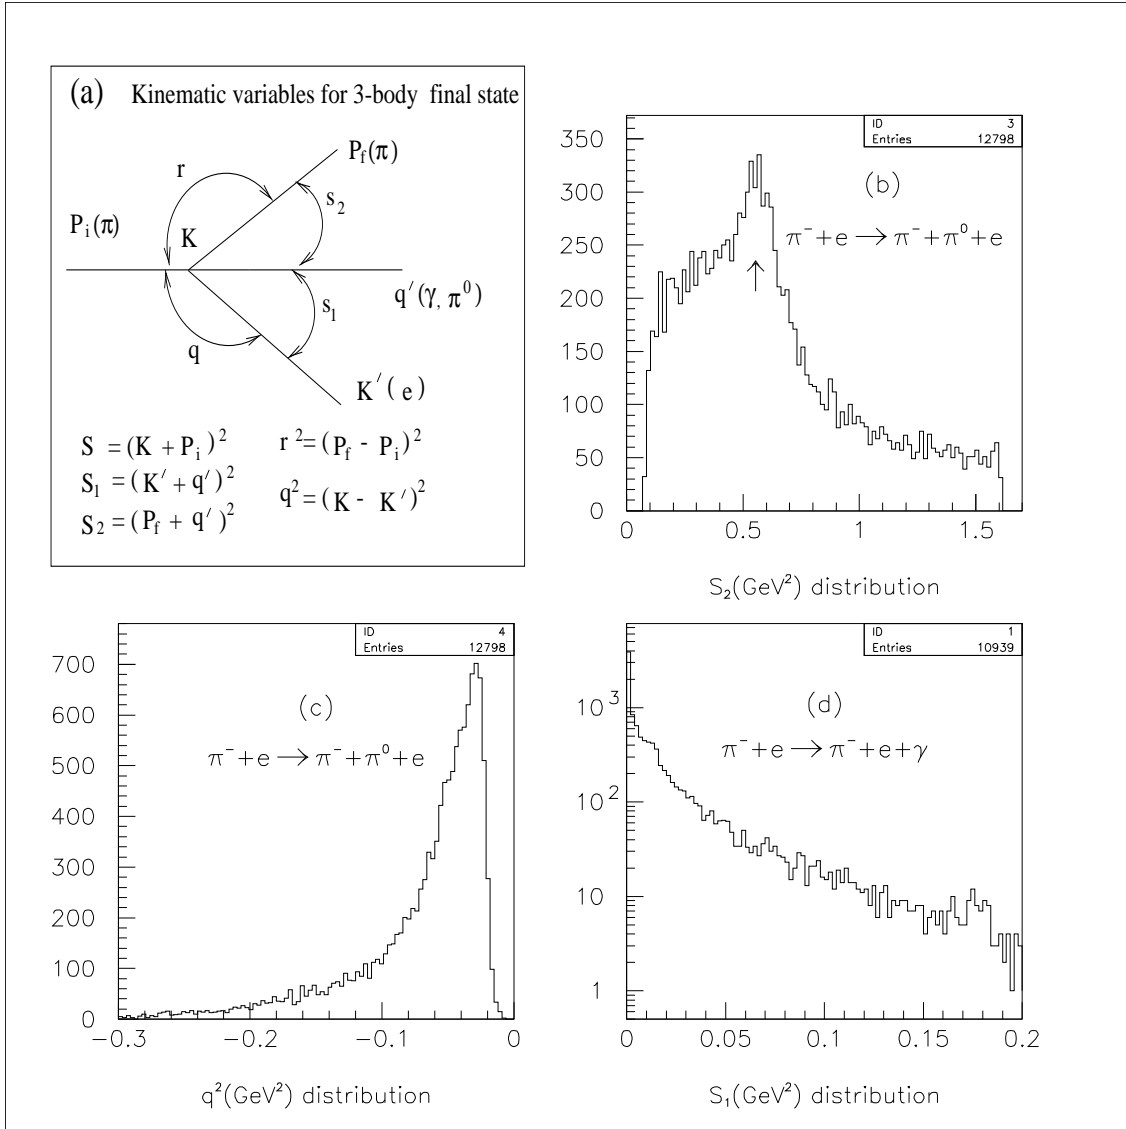 (a) Kinematic variables for 3-body final state
P_f(π)
r
s_2
P_i(π)
K
q′(γ, π^0)
s_1
q
K′(e)
S = (K + P_i)^2
r^2 = (P_f - P_i)^2
S_1 = (K′ + q′)^2
q^2 = (K - K′)^2
S_2 = (P_f + q′)^2
ID 3
Entries 12798
(b)
π^- + e → π^- + π^0 + e
350
300
250
200
150
100
50
0
0 0.5 1 1.5
S_2(GeV^2) distribution
ID 4
Entries 12798
(c)
π^- + e → π^- + π^0 + e
700
600
500
400
300
200
100
0
−0.3 −0.2 −0.1 0
q^2(GeV^2) distribution
ID 1
Entries 10939
(d)
π^- + e → π^- + e + γ
10^3
10^2
10
1
0 0.05 0.1 0.15 0.2
S_1(GeV^2) distribution